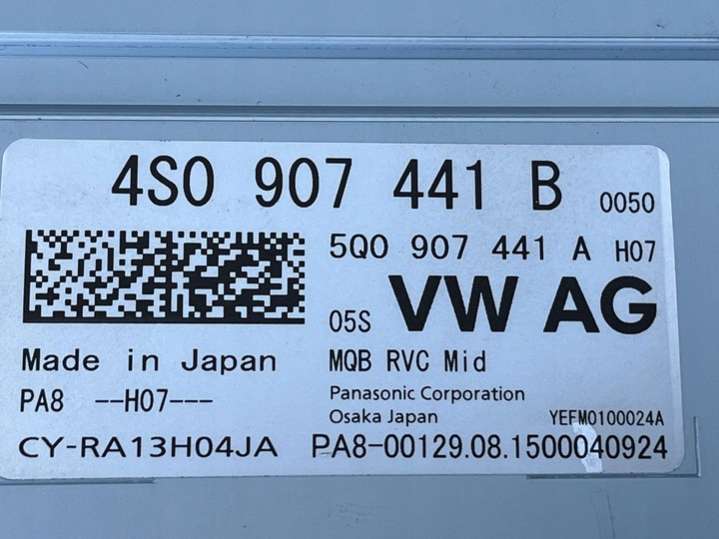 4S0 907 441 B 0050
5Q0 907 441 A H07
05S VW AG
Made in Japan MQB RVC Mid
PA8 --H07---
Panasonic Corporation
Osaka Japan YEFM0100024A
CY-RA13H04JA PA8-00129.08.1500040924